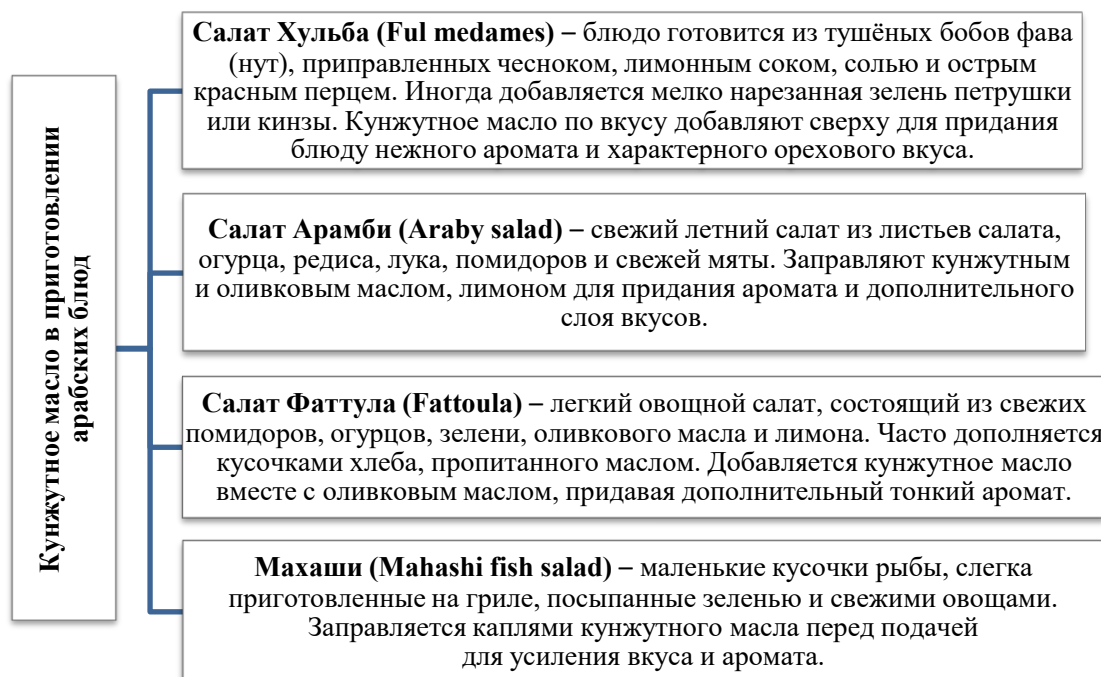 Кунжутное масло в приготовлении
арабских блюд
Салат Хульба (Ful medames) – блюдо готовится из тушёных бобов фава
(нут), приправленных чесноком, лимонным соком, солью и острым
красным перцем. Иногда добавляется мелко нарезанная зелень петрушки
или кинзы. Кунжутное масло по вкусу добавляют сверху для придания
блюду нежного аромата и характерного орехового вкуса.
Салат Арамби (Araby salad) – свежий летний салат из листьев салата,
огурца, редиса, лука, помидоров и свежей мяты. Заправляют кунжутным
и оливковым маслом, лимоном для придания аромата и дополнительного
слоя вкусов.
Салат Фаттула (Fattoula) – легкий овощной салат, состоящий из свежих
помидоров, огурцов, зелени, оливкового масла и лимона. Часто дополняется
кусочками хлеба, пропитанного маслом. Добавляется кунжутное масло
вместе с оливковым маслом, придавая дополнительный тонкий аромат.
Махаши (Mahashi fish salad) – маленькие кусочки рыбы, слегка
приготовленные на гриле, посыпанные зеленью и свежими овощами.
Заправляется каплями кунжутного масла перед подачей
для усиления вкуса и аромата.